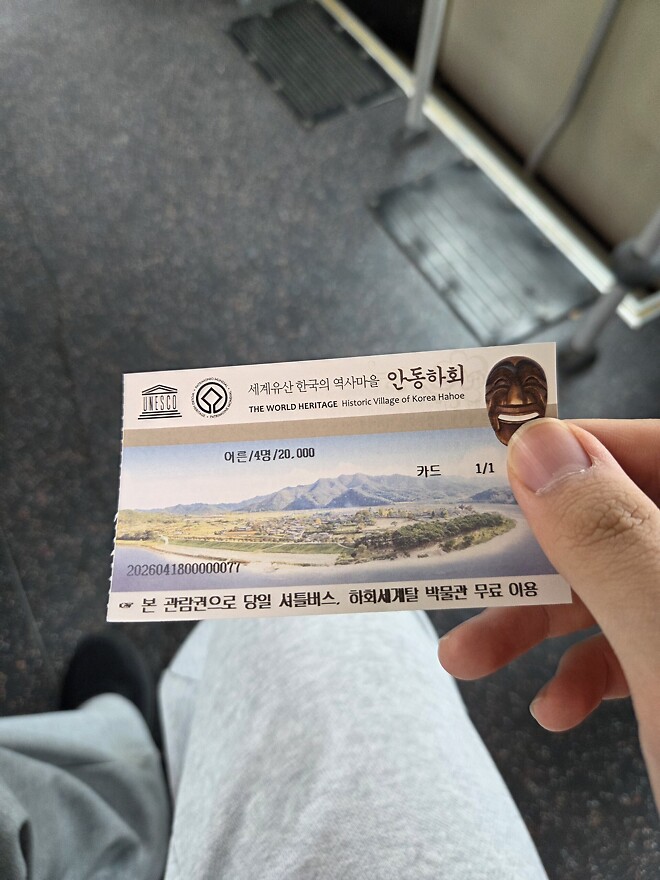 UNESCO
세계유산 한국의 역사마을 안동하회
THE WORLD HERITAGE Historic Village of Korea Hahoe
어른/4명/20,000
카드 1/1
2026041800000077
☞ 본 관람권으로 당일 셔틀버스, 하회세계탈 박물관 무료 이용